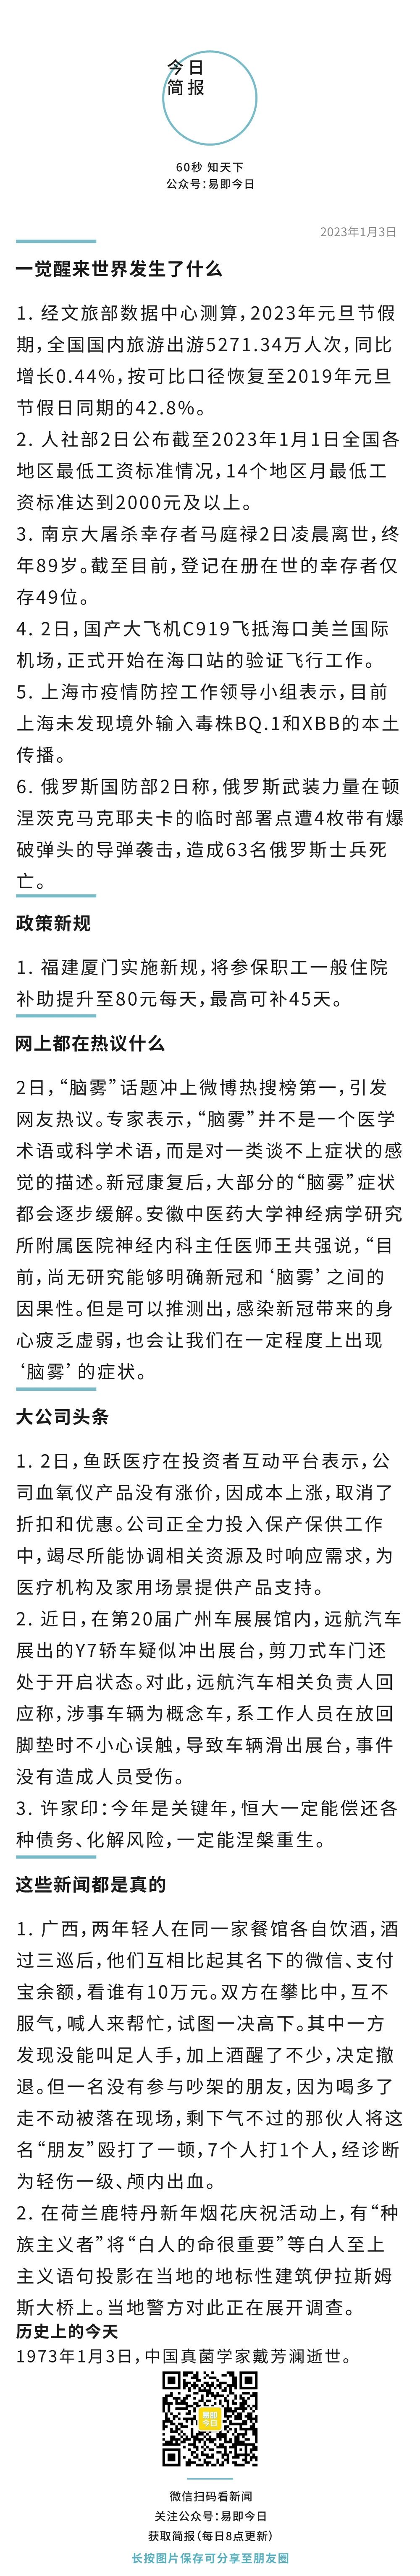 今日
简报
60秒 知天下
公众号：易即今日
2023年1月3日
一觉醒来世界发生了什么
1. 经文旅部数据中心测算，2023年元旦节假
期，全国国内旅游出游5271.34万人次，同比
增长0.44%，按可比口径恢复至2019年元旦
节假日同期的42.8%。
2. 人社部2日公布截至2023年1月1日全国各
地区最低工资标准情况，14个地区月最低工
资标准达到2000元及以上。
3. 南京大屠杀幸存者马庭禄2日凌晨离世，终
年89岁。截至目前，登记在册在世的幸存者仅
存49位。
4. 2日，国产大飞机C919飞抵海口美兰国际
机场，正式开始在海口站的验证飞行工作。
5. 上海市疫情防控工作领导小组表示，目前
上海未发现境外输入毒株BQ.1和XBB的本土
传播。
6. 俄罗斯国防部2日称，俄罗斯武装力量在顿
涅茨克马克耶夫卡的临时部署点遭4枚带有爆
破弹头的导弹袭击，造成63名俄罗斯士兵死
亡。
政策新规
1. 福建厦门实施新规，将参保职工一般住院
补助提升至80元每天，最高可补45天。
网上都在热议什么
2日，“脑雾”话题冲上微博热搜榜第一，引发
网友热议。专家表示，“脑雾”并不是一个医学
术语或科学术语，而是对一类谈不上症状的感
觉的描述。新冠康复后，大部分的“脑雾”症状
都会逐步缓解。安徽中医药大学神经病学研究
所附属医院神经内科主任医师王共强说，“目
前，尚无研究能够明确新冠和‘脑雾’之间的
因果性。但是可以推测出，感染新冠带来的身
心疲乏虚弱，也会让我们在一定程度上出现
‘脑雾’的症状。
大公司头条
1. 2日，鱼跃医疗在投资者互动平台表示，公
司血氧仪产品没有涨价，因成本上涨，取消了
折扣和优惠。公司正全力投入保产保供工作
中，竭尽所能协调相关资源及时响应需求，为
医疗机构及家用场景提供产品支持。
2. 近日，在第20届广州车展展馆内，远航汽车
展出的Y7轿车疑似冲出展台，剪刀式车门还
处于开启状态。对此，远航汽车相关负责人回
应称，涉事车辆为概念车，系工作人员在放回
脚垫时不小心误触，导致车辆滑出展台，事件
没有造成人员受伤。
3. 许家印：今年是关键年，恒大一定能偿还各
种债务、化解风险，一定能涅槃重生。
这些新闻都是真的
1. 广西，两年轻人在同一家餐馆各自饮酒，酒
过三巡后，他们互相比起其名下的微信、支付
宝余额，看谁有10万元。双方在攀比中，互不
服气，喊人来帮忙，试图一决高下。其中一方
发现没能叫足人手，加上酒醒了不少，决定撤
退。但一名没有参与吵架的朋友，因为喝多了
走不动被落在现场，剩下气不过的那伙人将这
名“朋友”殴打了一顿，7个人打1个人，经诊断
为轻伤一级、颅内出血。
2. 在荷兰鹿特丹新年烟花庆祝活动上，有“种
族主义者”将“白人的命很重要”等白人至上
主义语句投影在当地的地标性建筑伊拉斯姆
斯大桥上。当地警方对此正在展开调查。
历史上的今天
1973年1月3日，中国真菌学家戴芳澜逝世。
易即
今日
微信扫码看新闻
关注公众号：易即今日
获取简报（每日8点更新）
长按图片保存可分享至朋友圈